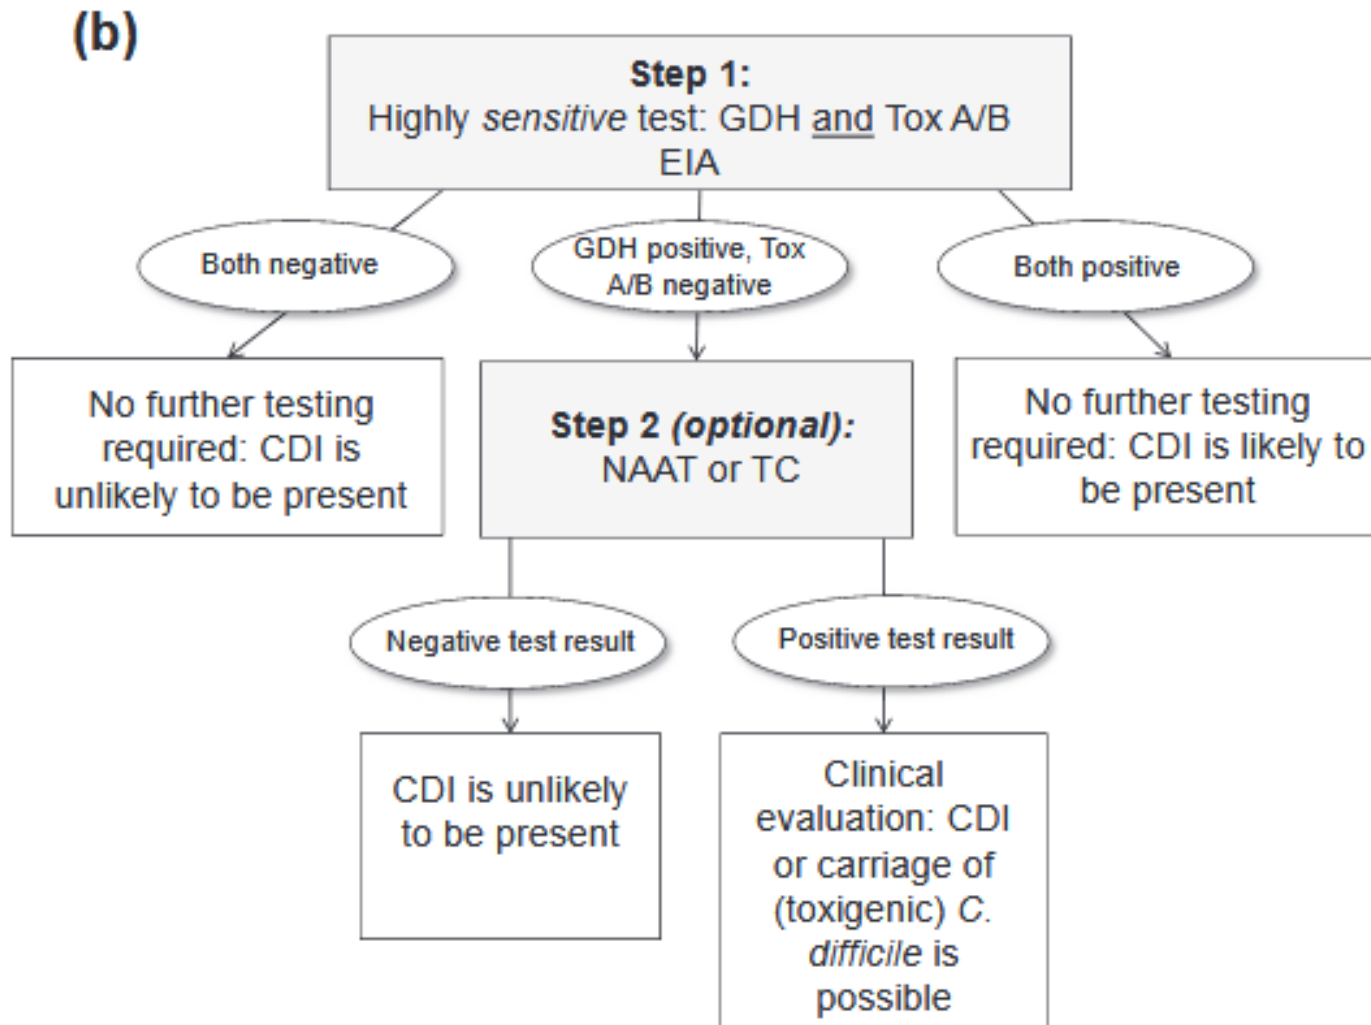 (b)
Step 1:
Highly sensitive test: GDH and Tox A/B
EIA
Both negative
GDH positive, Tox
A/B negative
Both positive
No further testing
required: CDI is
unlikely to be present
Step 2 (optional):
NAAT or TC
No further testing
required: CDI is likely to
be present
Negative test result
Positive test result
CDI is unlikely
to be present
Clinical
evaluation: CDI
or carriage of
(toxigenic) C.
difficile is
possible